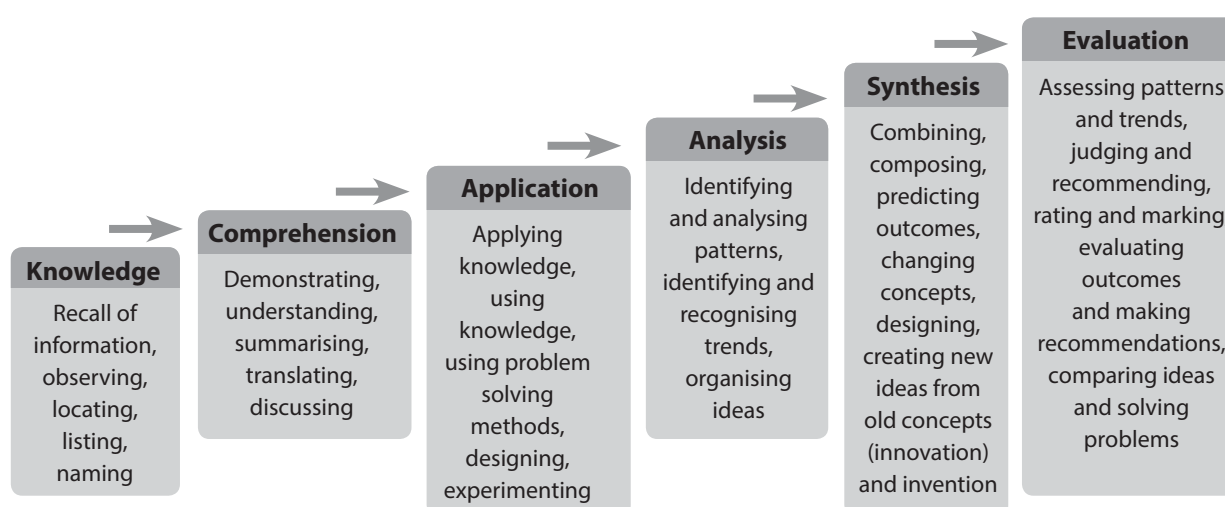 Knowledge
Recall of
information,
observing,
locating,
listing,
naming
Comprehension
Demonstrating,
understanding,
summarising,
translating,
discussing
Application
Applying
knowledge,
using
knowledge,
using problem
solving
methods,
designing,
experimenting
Analysis
Identifying
and analysing
patterns,
identifying and
recognising
trends,
organising
ideas
Synthesis
Combining,
composing,
predicting
outcomes,
changing
concepts,
designing,
creating new
ideas from
old concepts
(innovation)
and invention
Evaluation
Assessing patterns
and trends,
judging and
recommending,
rating and marking
evaluating
outcomes
and making
recommendations,
comparing ideas
and solving
problems